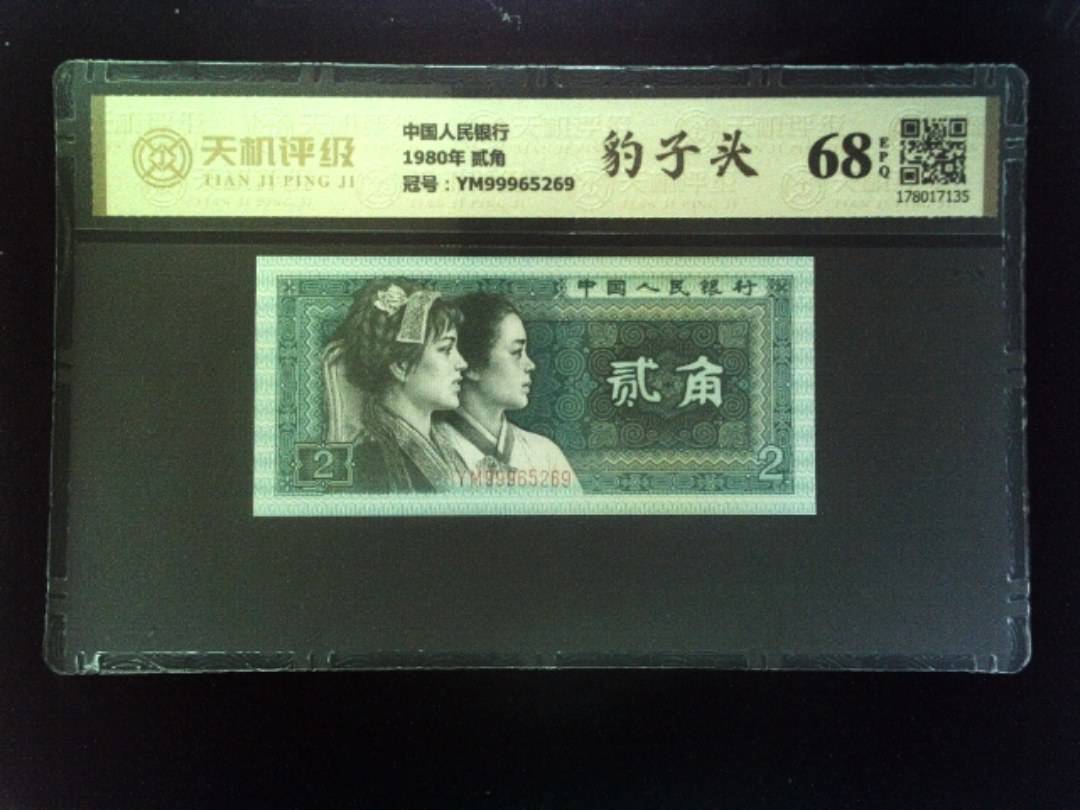 天机评级
TIAN JI PING JI
中国人民银行
1980年 贰角
冠号：YM99965269
豹子头
68
EPQ
178017135
中国人民银行
贰角
2
2
YM99965269